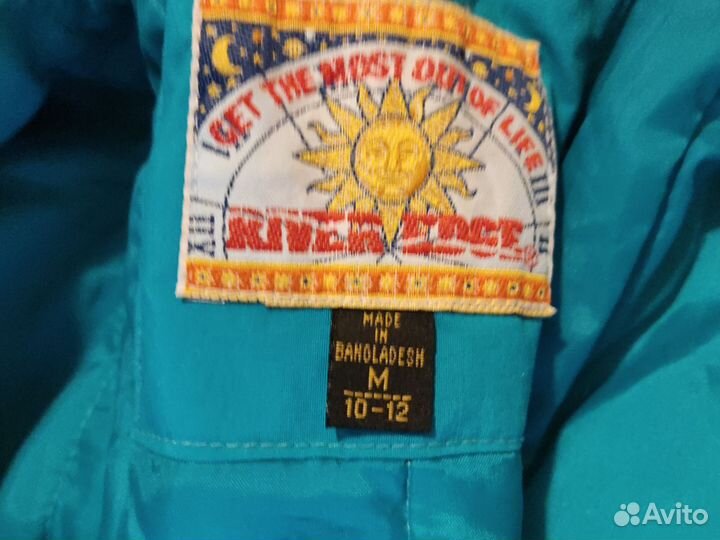 GET THE MOST OUT OF LIFE
RIVER EDGE
MADE
IN
BANGLADESH
M
10-12
Avito